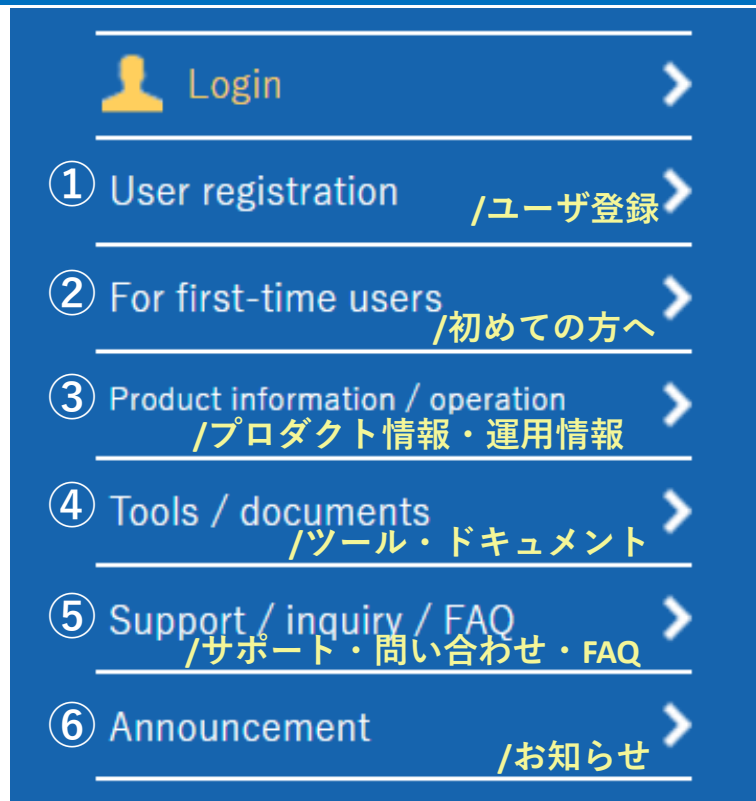 Login
① User registration
/ユーザ登録
② For first-time users
/初めての方へ
③ Product information / operation
/プロダクト情報・運用情報
④ Tools / documents
/ツール・ドキュメント
⑤ Support / inquiry / FAQ
/サポート・問い合わせ・FAQ
⑥ Announcement
/お知らせ